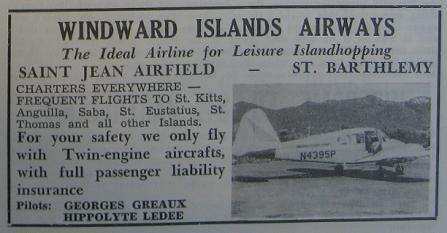 WINDWARD ISLANDS AIRWAYS
The Ideal Airline for Leisure Islandhopping
SAINT JEAN AIRFIELD — ST. BARTHLEMY
CHARTERS EVERYWHERE —
FREQUENT FLIGHTS TO St. Kitts,
Anguilla, Saba, St. Eustatius, St.
Thomas and all other Islands.
For your safety we only fly
with Twin-engine aircrafts,
with full passenger liability
insurance
Pilots: GEORGES GREAUX
HIPPOLYTE LEDEE
N4395P